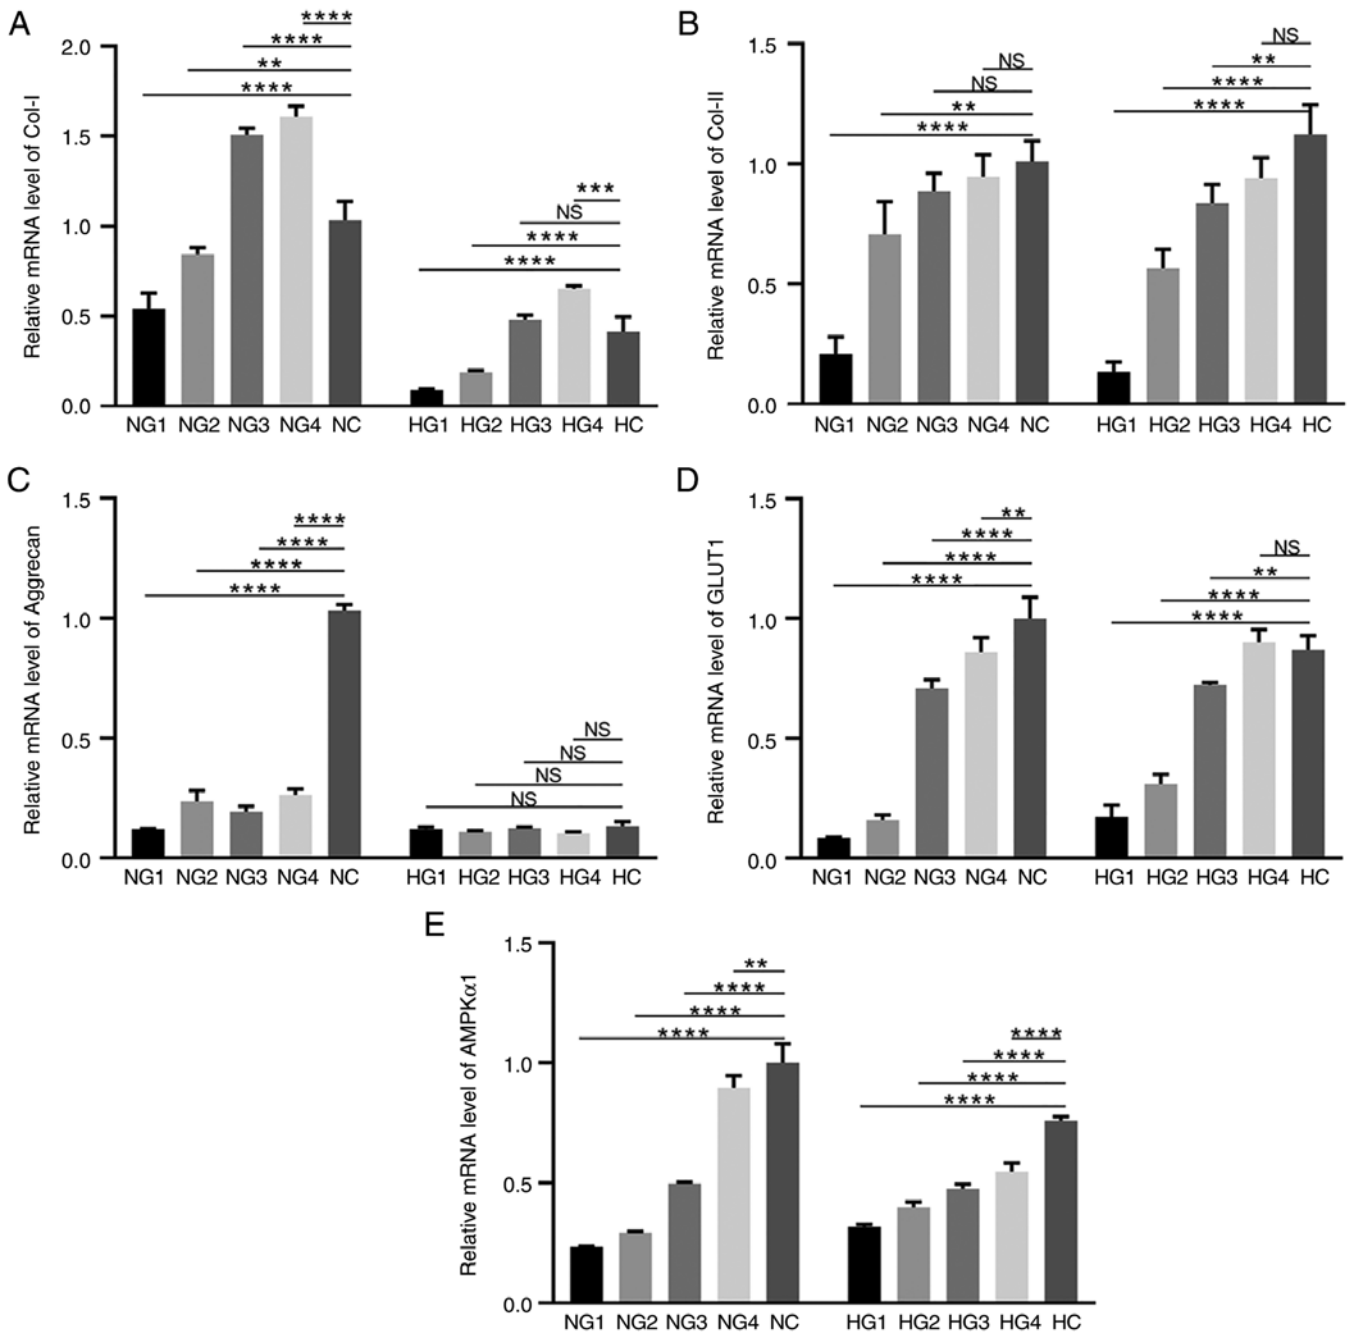 A
Relative mRNA level of Col-I
2.0
1.5
1.0
0.5
0.0
****
****
**
****
***
NS
****
****
NG1 NG2 NG3 NG4 NC HG1 HG2 HG3 HG4 HC
B
Relative mRNA level of Col-II
1.5
1.0
0.5
0.0
NS
NS
**
****
NS
**
****
****
NG1 NG2 NG3 NG4 NC HG1 HG2 HG3 HG4 HC
C
Relative mRNA level of Aggrecan
1.5
1.0
0.5
0.0
****
****
****
****
NS
NS
NS
NS
NG1 NG2 NG3 NG4 NC HG1 HG2 HG3 HG4 HC
D
Relative mRNA level of GLUT1
1.5
1.0
0.5
0.0
**
****
****
****
NS
**
****
****
NG1 NG2 NG3 NG4 NC HG1 HG2 HG3 HG4 HC
E
Relative mRNA level of AMPKα1
1.5
1.0
0.5
0.0
**
****
****
****
****
****
****
****
NG1 NG2 NG3 NG4 NC HG1 HG2 HG3 HG4 HC